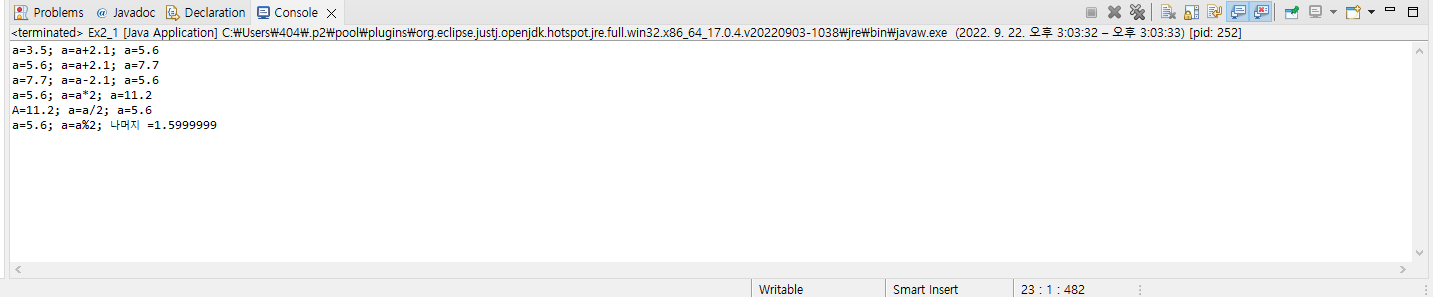 Problems @ Javadoc Declaration Console
<terminated> Ex2_1 [Java Application] C:₩Users₩404₩.p2₩pool₩plugins₩org.eclipse.justj.openjdk.hotspot.jre.full.win32.x86_64_17.0.4.v20220903-1038₩jre₩bin₩javaw.exe (2022. 9. 22. 오후 3:03:32 – 오후 3:03:33) [pid: 252]
a=3.5; a=a+2.1; a=5.6
a=5.6; a=a+2.1; a=7.7
a=7.7; a=a-2.1; a=5.6
a=5.6; a=a*2; a=11.2
A=11.2; a=a/2; a=5.6
a=5.6; a=a%2; 나머지 =1.5999999
Writable Smart Insert 23 : 1 : 482